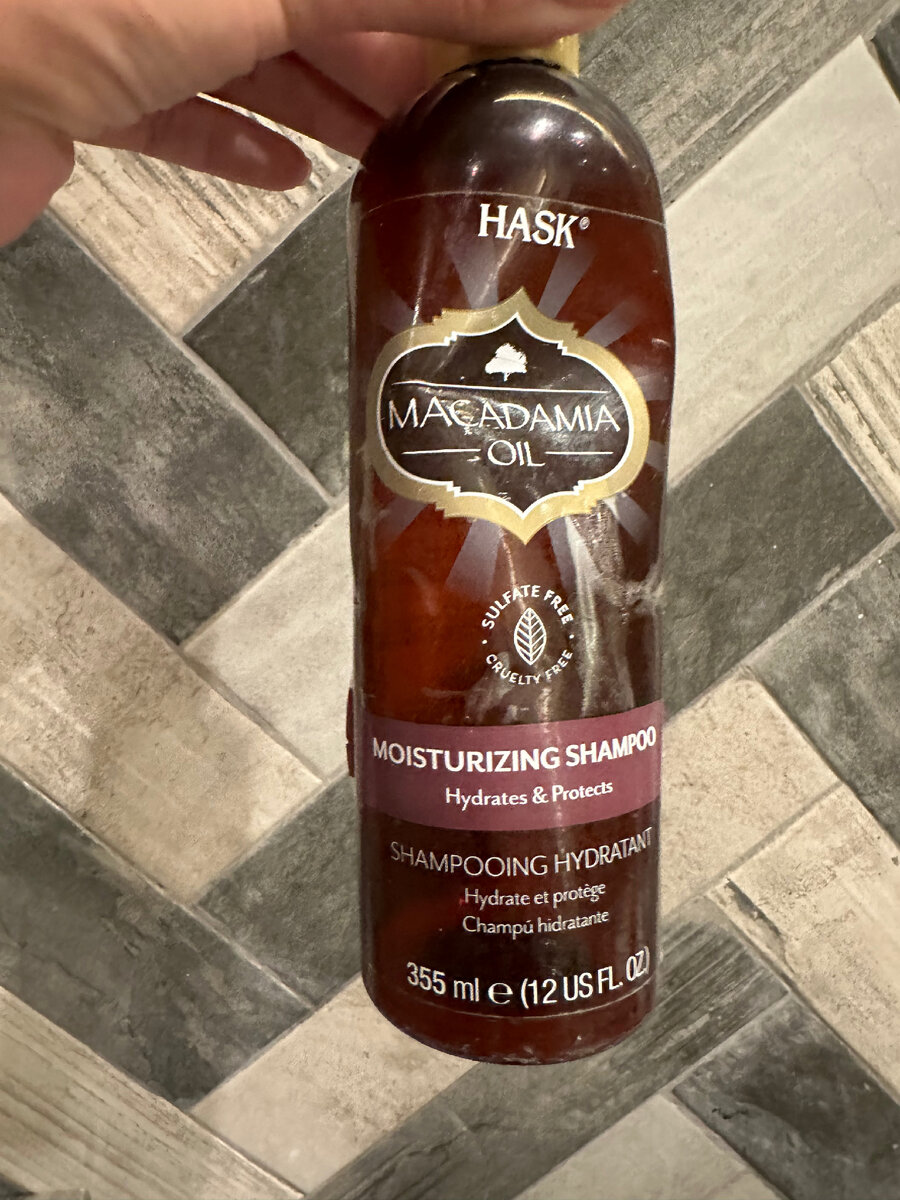 HASK®
MACADAMIA
OIL
SULFATE FREE
CRUELTY FREE
MOISTURIZING SHAMPOO
Hydrates & Protects
SHAMPOOING HYDRATANT
Hydrate et protège
Champú hidratante
355 ml ℮ (12 US FL. OZ.)